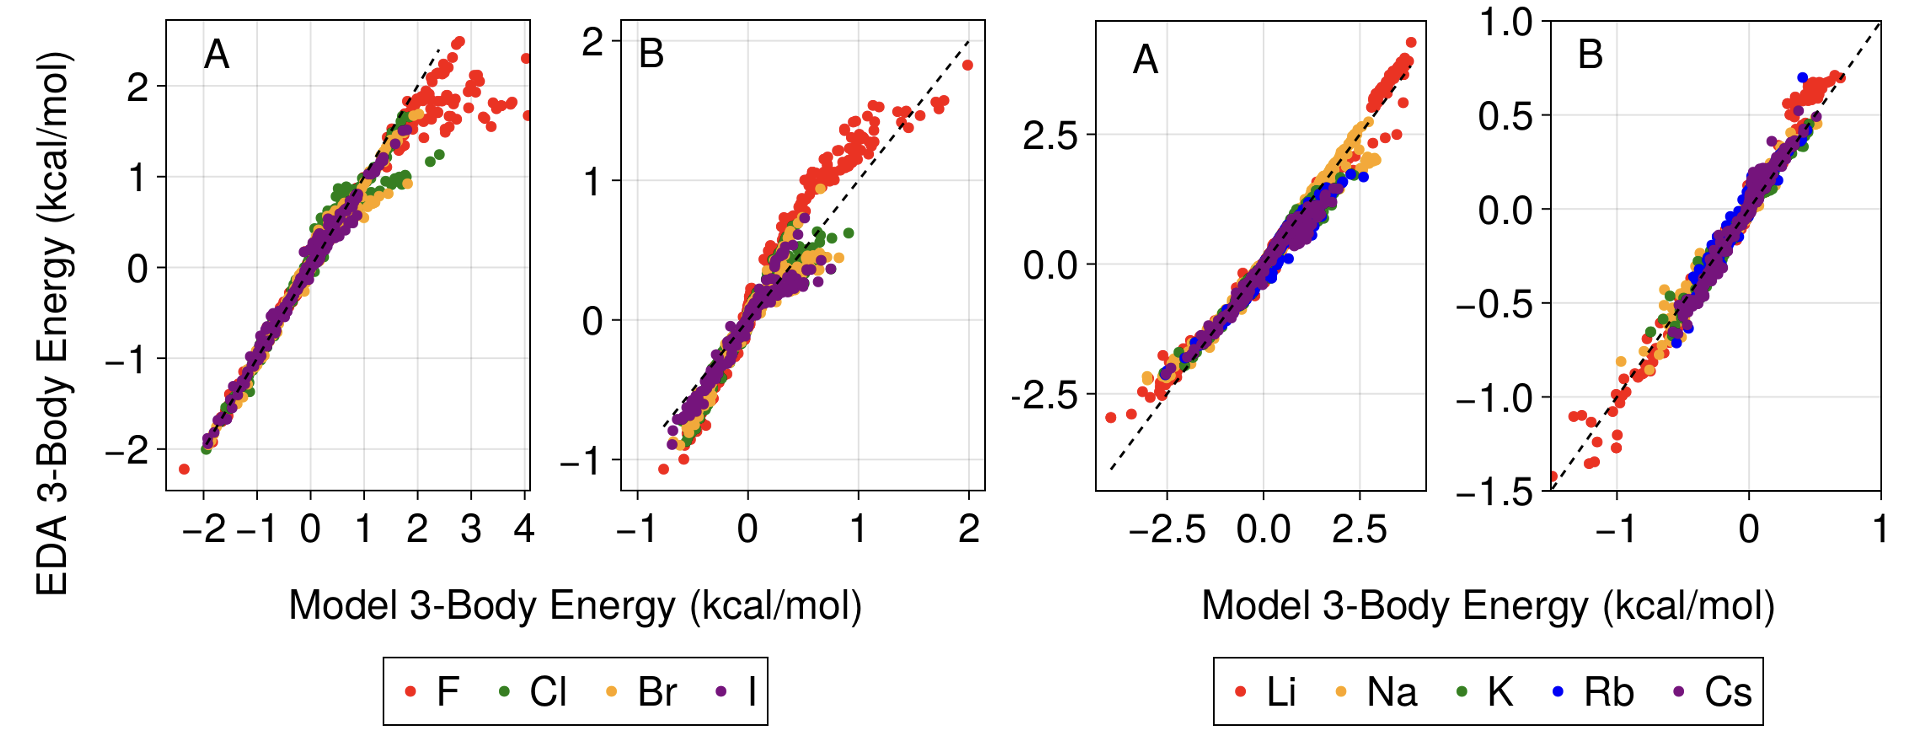 EDA 3-Body Energy (kcal/mol)
A
2
1
0
−1
−2
−2 −1 0 1 2 3 4
B
2
1
0
−1
−1 0 1 2
Model 3-Body Energy (kcal/mol)
F Cl Br I
A
2.5
0.0
-2.5
−2.5 0.0 2.5
B
1.0
0.5
0.0
−0.5
−1.0
−1.5
−1 0 1
Model 3-Body Energy (kcal/mol)
Li Na K Rb Cs